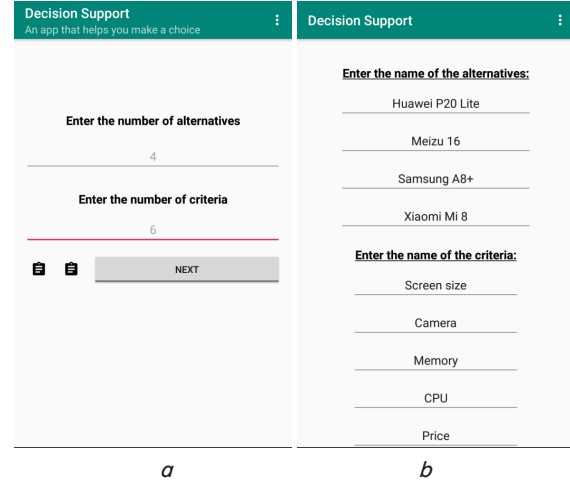 Decision Support
An app that helps you make a choice
Enter the number of alternatives
4
Enter the number of criteria
6
NEXT
Decision Support
Enter the name of the alternatives:
Huawei P20 Lite
Meizu 16
Samsung A8+
Xiaomi Mi 8
Enter the name of the criteria:
Screen size
Camera
Memory
CPU
Price
a
b